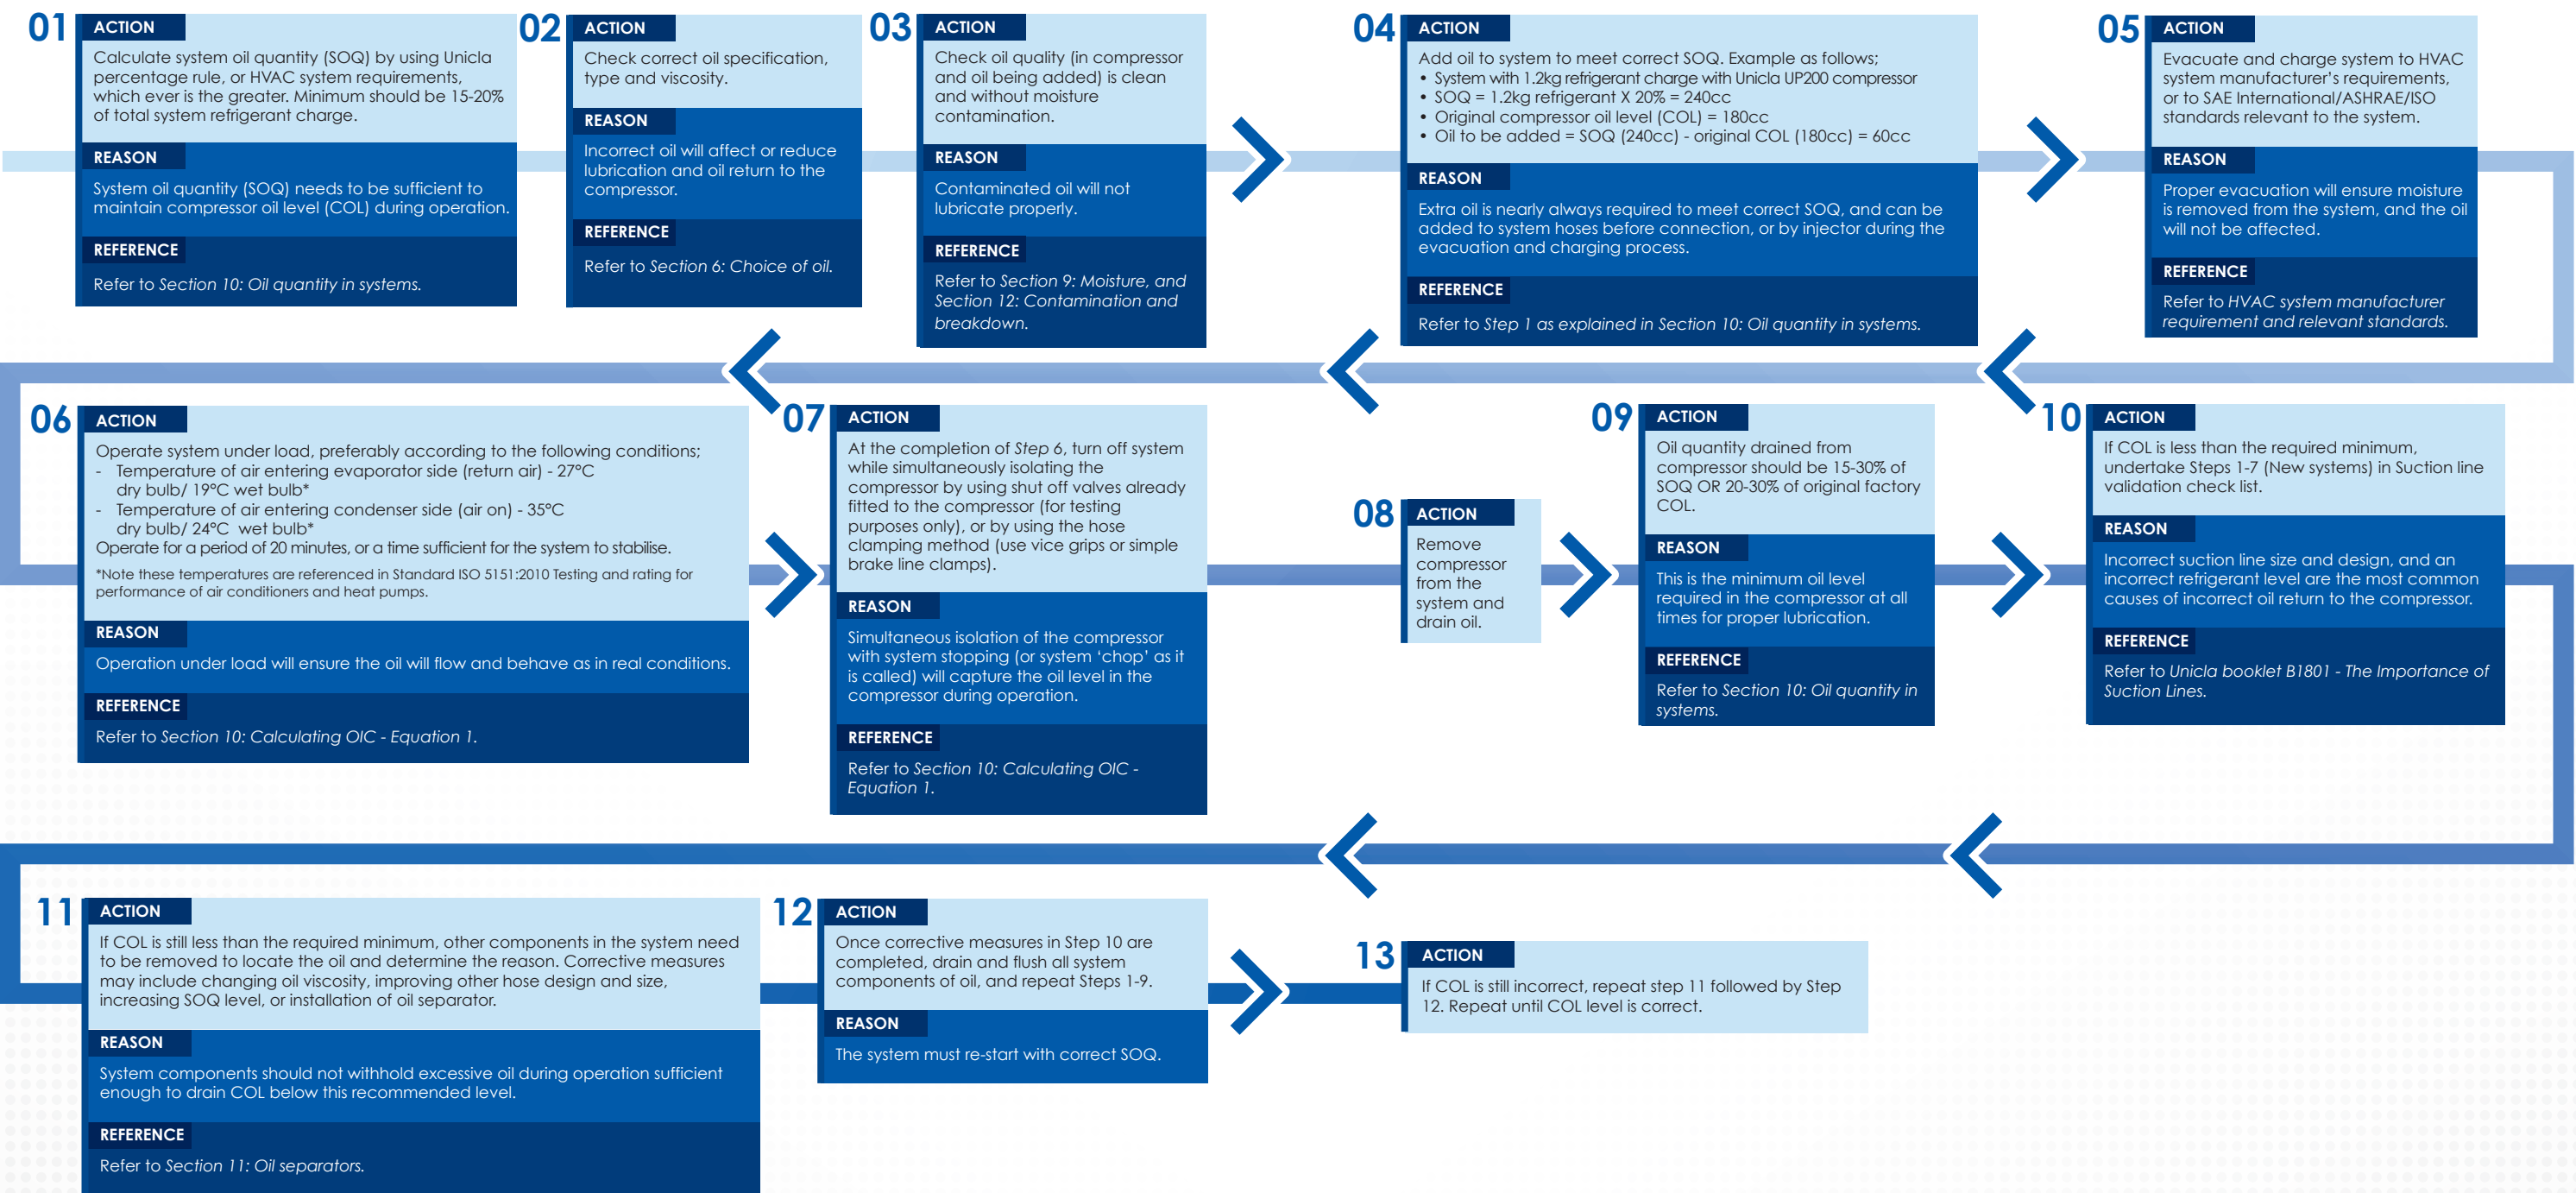 01
ACTION
Calculate system oil quantity (SOQ) by using Unicla
percentage rule, or HVAC system requirements,
which ever is the greater. Minimum should be 15-20%
of total system refrigerant charge.
REASON
System oil quantity (SOQ) needs to be sufficient to
maintain compressor oil level (COL) during operation.
REFERENCE
Refer to Section 10: Oil quantity in systems.
02
ACTION
Check correct oil specification,
type and viscosity.
REASON
Incorrect oil will affect or reduce
lubrication and oil return to the
compressor.
REFERENCE
Refer to Section 6: Choice of oil.
03
ACTION
Check oil quality (in compressor
and oil being added) is clean
and without moisture
contamination.
REASON
Contaminated oil will not
lubricate properly.
REFERENCE
Refer to Section 9: Moisture, and
Section 12: Contamination and
breakdown.
04
ACTION
Add oil to system to meet correct SOQ. Example as follows;
• System with 1.2kg refrigerant charge with Unicla UP200 compressor
• SOQ = 1.2kg refrigerant X 20% = 240cc
• Original compressor oil level (COL) = 180cc
• Oil to be added = SOQ (240cc) - original COL (180cc) = 60cc
REASON
Extra oil is nearly always required to meet correct SOQ, and can be
added to system hoses before connection, or by injector during the
evacuation and charging process.
REFERENCE
Refer to Step 1 as explained in Section 10: Oil quantity in systems.
05
ACTION
Evacuate and charge system to HVAC
system manufacturer's requirements,
or to SAE International/ASHRAE/ISO
standards relevant to the system.
REASON
Proper evacuation will ensure moisture
is removed from the system, and the oil
will not be affected.
REFERENCE
Refer to HVAC system manufacturer
requirement and relevant standards.
06
ACTION
Operate system under load, preferably according to the following conditions;
- Temperature of air entering evaporator side (return air) - 27°C
dry bulb/ 19°C wet bulb*
- Temperature of air entering condenser side (air on) - 35°C
dry bulb/ 24°C wet bulb*
Operate for a period of 20 minutes, or a time sufficient for the system to stabilise.
*Note these temperatures are referenced in Standard ISO 5151:2010 Testing and rating for
performance of air conditioners and heat pumps.
REASON
Operation under load will ensure the oil will flow and behave as in real conditions.
REFERENCE
Refer to Section 10: Calculating OIC - Equation 1.
07
ACTION
At the completion of Step 6, turn off system
while simultaneously isolating the
compressor by using shut off valves already
fitted to the compressor (for testing
purposes only), or by using the hose
clamping method (use vice grips or simple
brake line clamps).
REASON
Simultaneous isolation of the compressor
with system stopping (or system 'chop' as it
is called) will capture the oil level in the
compressor during operation.
REFERENCE
Refer to Section 10: Calculating OIC -
Equation 1.
08
ACTION
Remove
compressor
from the
system and
drain oil.
09
ACTION
Oil quantity drained from
compressor should be 15-30% of
SOQ OR 20-30% of original factory
COL.
REASON
This is the minimum oil level
required in the compressor at all
times for proper lubrication.
REFERENCE
Refer to Section 10: Oil quantity in
systems.
10
ACTION
If COL is less than the required minimum,
undertake Steps 1-7 (New systems) in Suction line
validation check list.
REASON
Incorrect suction line size and design, and an
incorrect refrigerant level are the most common
causes of incorrect oil return to the compressor.
REFERENCE
Refer to Unicla booklet B1801 - The Importance of
Suction Lines.
11
ACTION
If COL is still less than the required minimum, other components in the system need
to be removed to locate the oil and determine the reason. Corrective measures
may include changing oil viscosity, improving other hose design and size,
increasing SOQ level, or installation of oil separator.
REASON
System components should not withhold excessive oil during operation sufficient
enough to drain COL below this recommended level.
REFERENCE
Refer to Section 11: Oil separators.
12
ACTION
Once corrective measures in Step 10 are
completed, drain and flush all system
components of oil, and repeat Steps 1-9.
REASON
The system must re-start with correct SOQ.
13
ACTION
If COL is still incorrect, repeat step 11 followed by Step
12. Repeat until COL level is correct.